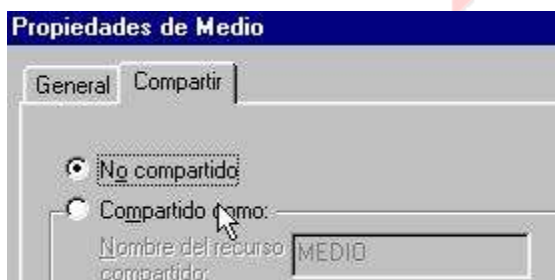 Propiedades de Medio
General Compartir
No compartido
Compartido como:
Nombre del recurso MEDIO
compartido: